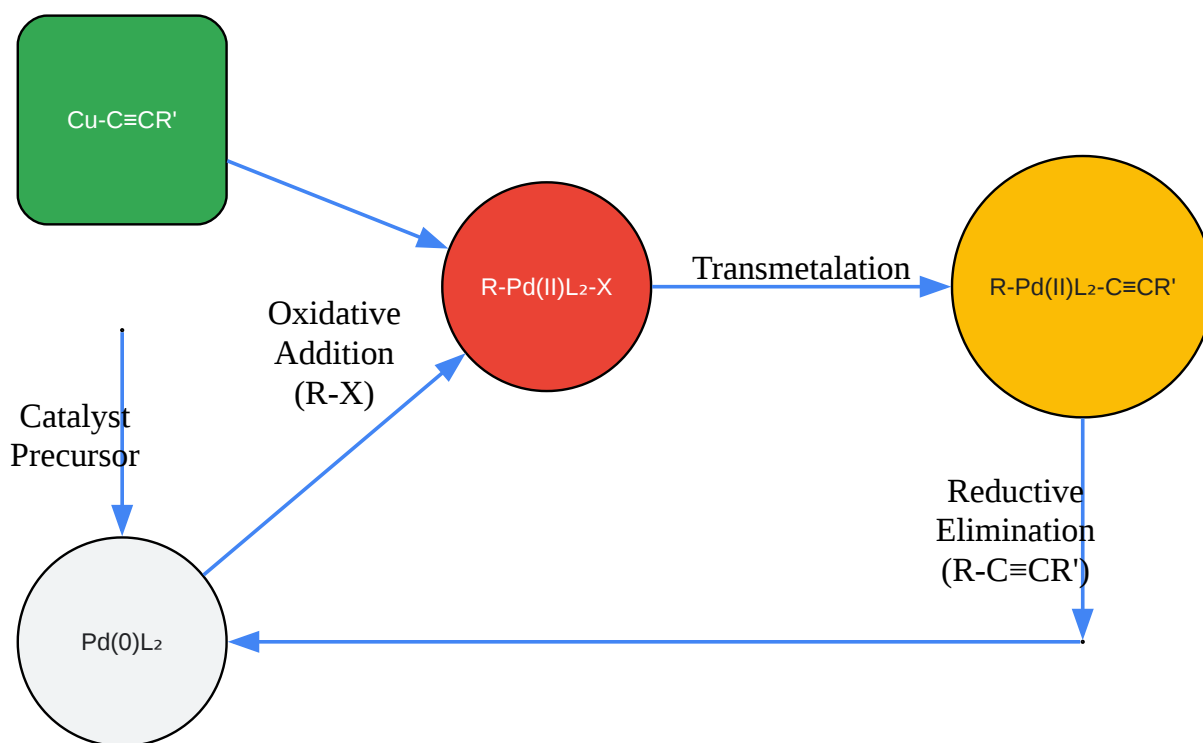 Cu-C≡CR'
R-Pd(II)L₂-X
Transmetalation
R-Pd(II)L₂-C≡CR'
Oxidative
Addition
(R-X)
Catalyst
Precursor
Reductive
Elimination
(R-C≡CR')
Pd(0)L₂